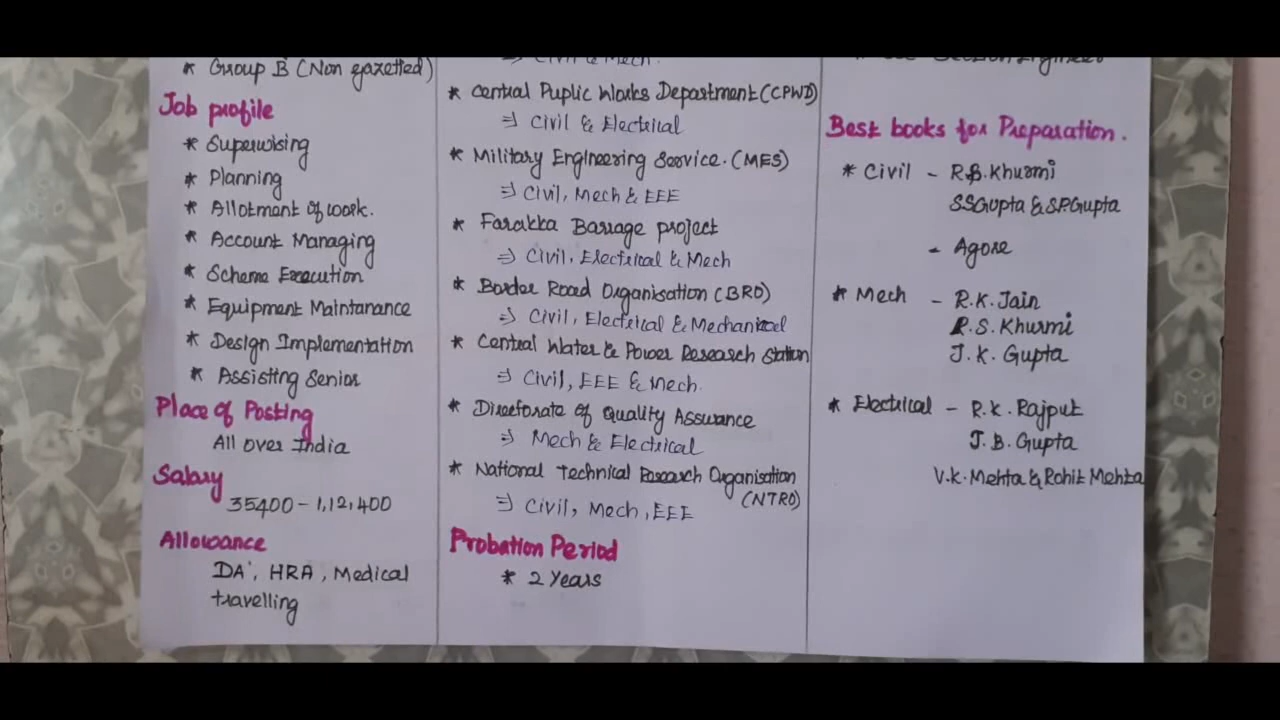 * Group B (Non gazetted)
Job profile
* Supervising
* Planning
* Allotment of work.
* Account Managing
* Scheme Execution
* Equipment Maintanance
* Design Implementation
* Assisting Senior
Place of Posting
All over India
Salary
35400 - 1,12,400
Allowance
DA, HRA, Medical
travelling
⇒ Civil & Mech.
* Central Puplic Works Department (CPWD)
⇒ Civil & Electrical
* Military Engineering Service. (MES)
⇒ Civil, Mech & EEE
* Farakka Barrage project
⇒ Civil, Electrical & Mech
* Border Road Organisation (BRO)
⇒ Civil, Electrical & Mechanical
* Central Water & Power Research Station
⇒ Civil, EEE & Mech.
* Directorate of Quality Assurance
⇒ Mech & Electrical
* National Technical Research Organisation
(NTRO)
⇒ Civil, Mech, EEE
Probation Period
* 2 Years
Section Engineer
Best books for Preparation.
* Civil - R.S. Khurmi
SSGupta & S.P.Gupta
- Agore
* Mech - R.K. Jain
R.S. Khurmi
J.K. Gupta
* Electrical - R.K. Rajput
J.B. Gupta
V.K. Mehta & Rohit Mehta